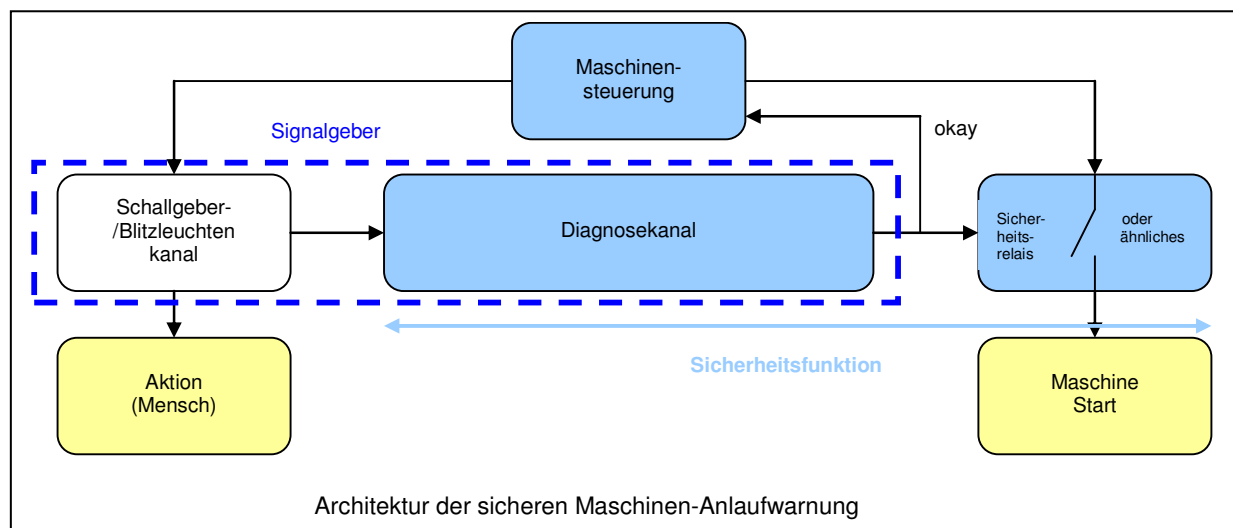 Maschinen-
steuerung
Signalgeber
okay
Schallgeber-
/Blitzleuchten
kanal
Diagnosekanal
Sicher-
heits-
relais
oder
ähnliches
Sicherheitsfunktion
Aktion
(Mensch)
Maschine
Start
Architektur der sicheren Maschinen-Anlaufwarnung